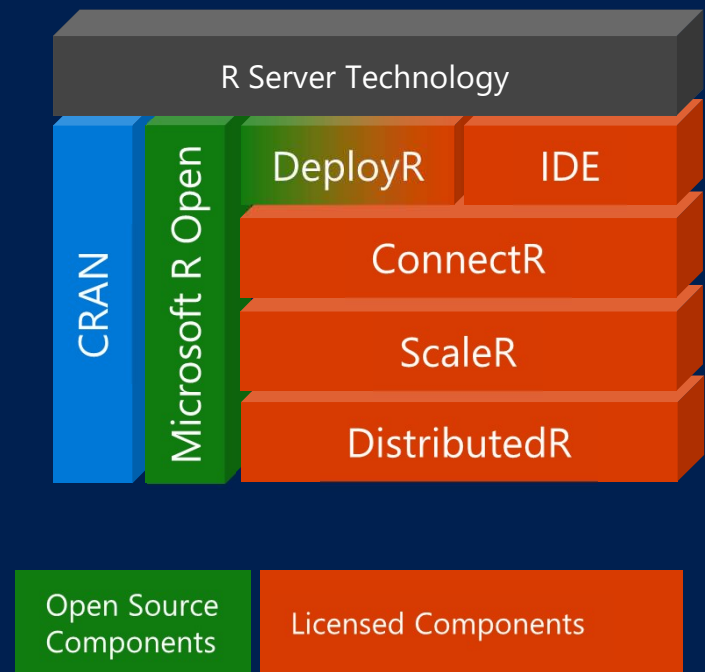 R Server Technology
CRAN
Microsoft R Open
DeployR
IDE
ConnectR
ScaleR
DistributedR
Open Source
Components
Licensed Components